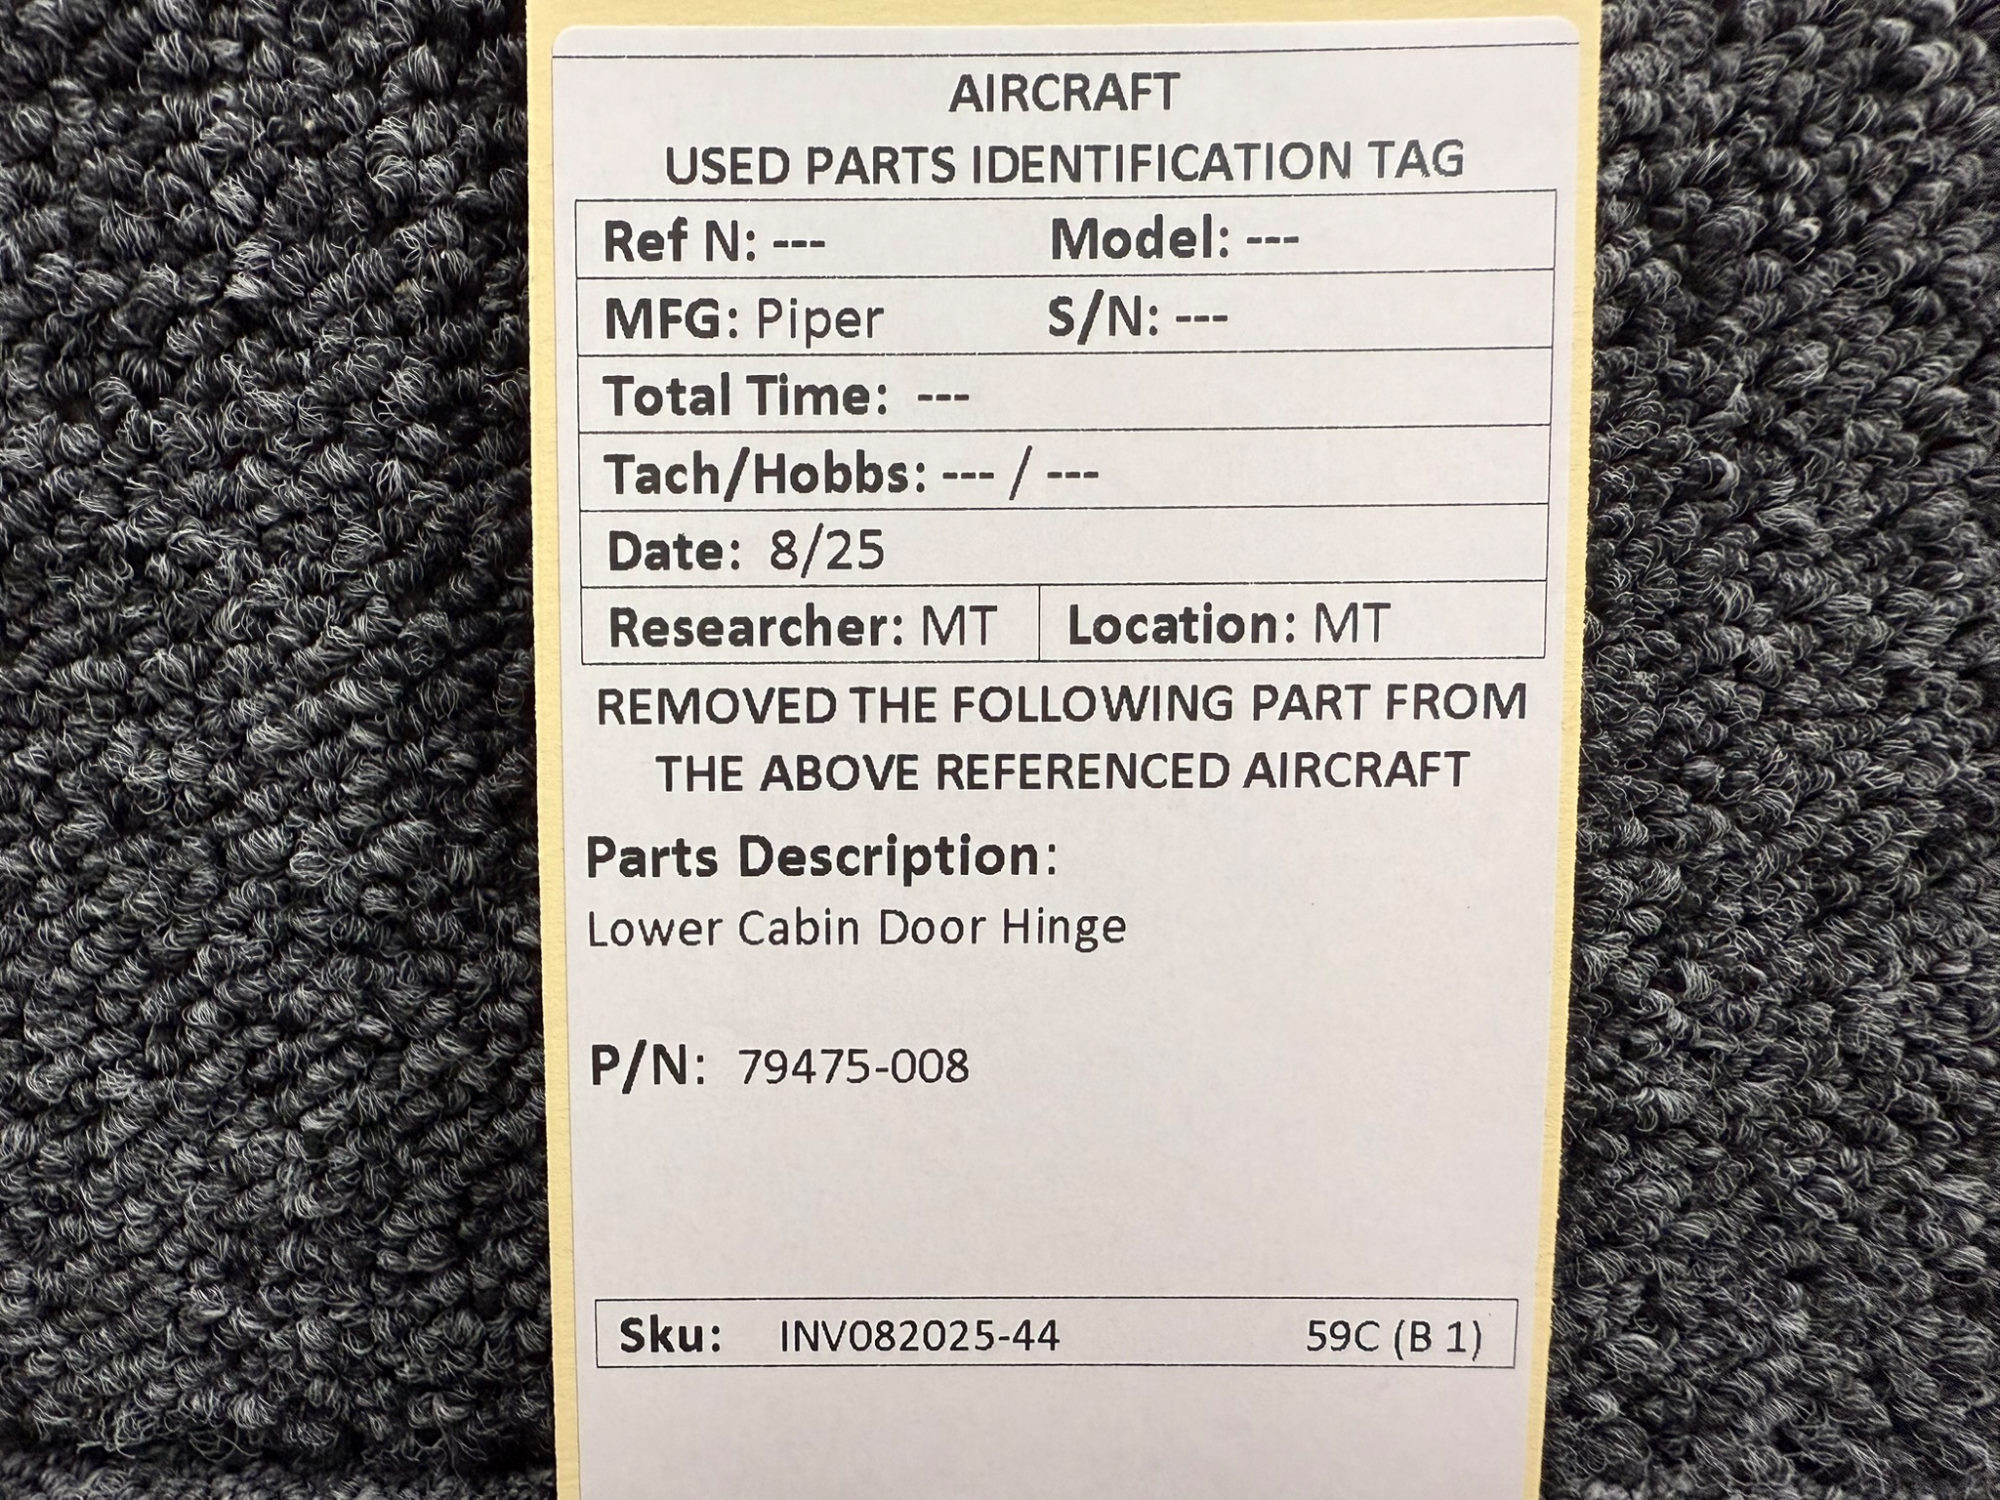 AIRCRAFT
USED PARTS IDENTIFICATION TAG
Ref N: --- Model: ---
MFG: Piper S/N: ---
Total Time: ---
Tach/Hobbs: --- / ---
Date: 8/25
Researcher: MT Location: MT
REMOVED THE FOLLOWING PART FROM
THE ABOVE REFERENCED AIRCRAFT
Parts Description:
Lower Cabin Door Hinge
P/N: 79475-008
Sku: INV082025-44 59C (B 1)